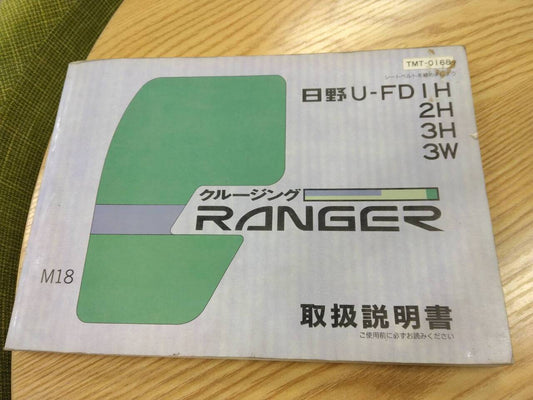 TMT-0168
日野U-FD1H
2H
3H
3W
クルージング
RANGER
M18
取扱説明書
ご使用前に必ずお読みください